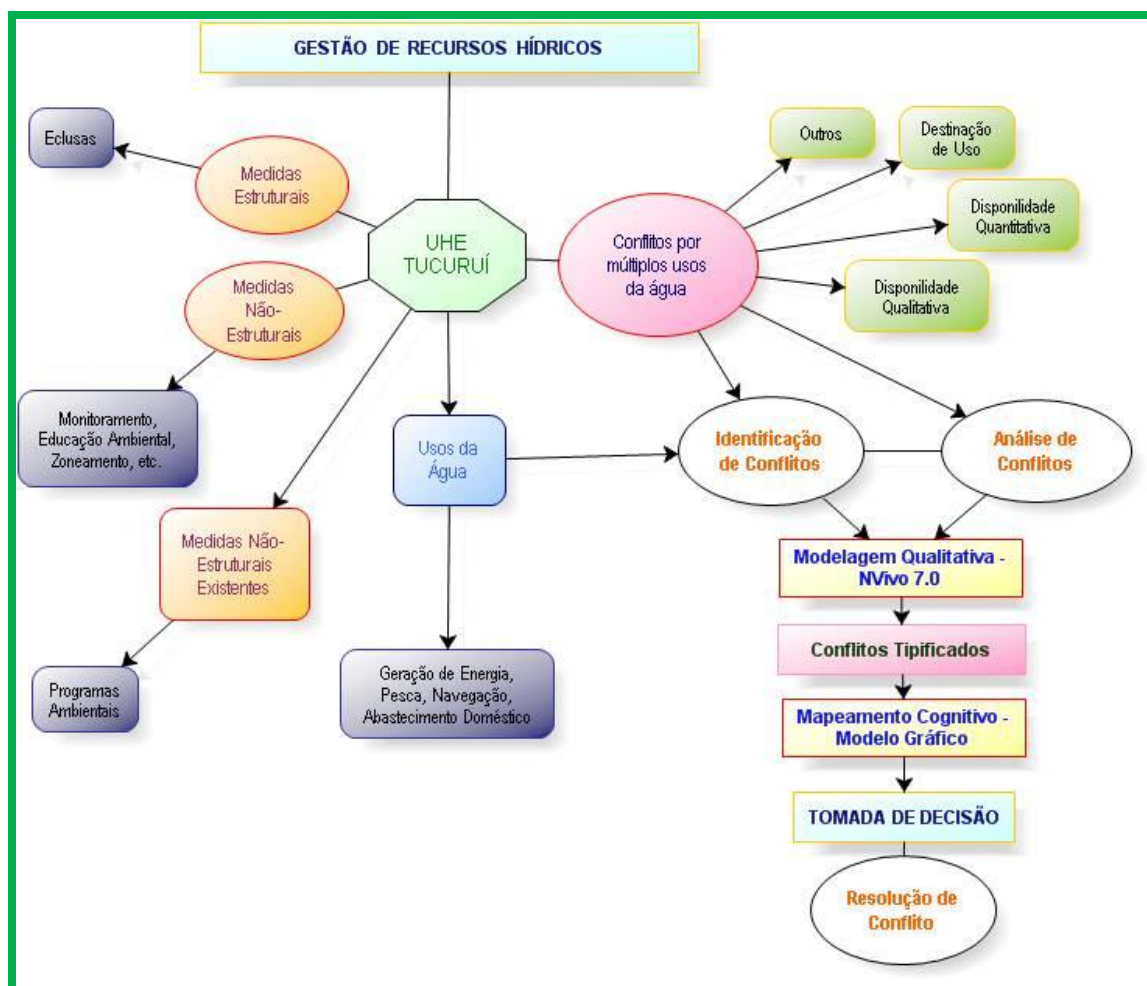 GESTÃO DE RECURSOS HÍDRICOS
Eclusas
Medidas
Estruturais
Outros
Destinação
de Uso
UHE
TUCURUÍ
Conflitos por
múltiplos usos
da água
Disponilidade
Quantitativa
Medidas
Não-
Estruturais
Disponilidade
Qualitativa
Monitoramento,
Educação Ambiental,
Zoneamento, etc.
Usos da
Água
Identificação
de Conflitos
Análise de
Conflitos
Medidas Não-
Estruturais
Existentes
Modelagem Qualitativa -
NVivo 7.0
Conflitos Tipificados
Programas
Ambientais
Geração de Energia,
Pesca, Navegação,
Abastecimento Doméstico
Mapeamento Cognitivo -
Modelo Gráfico
TOMADA DE DECISÃO
Resolução de
Conflito